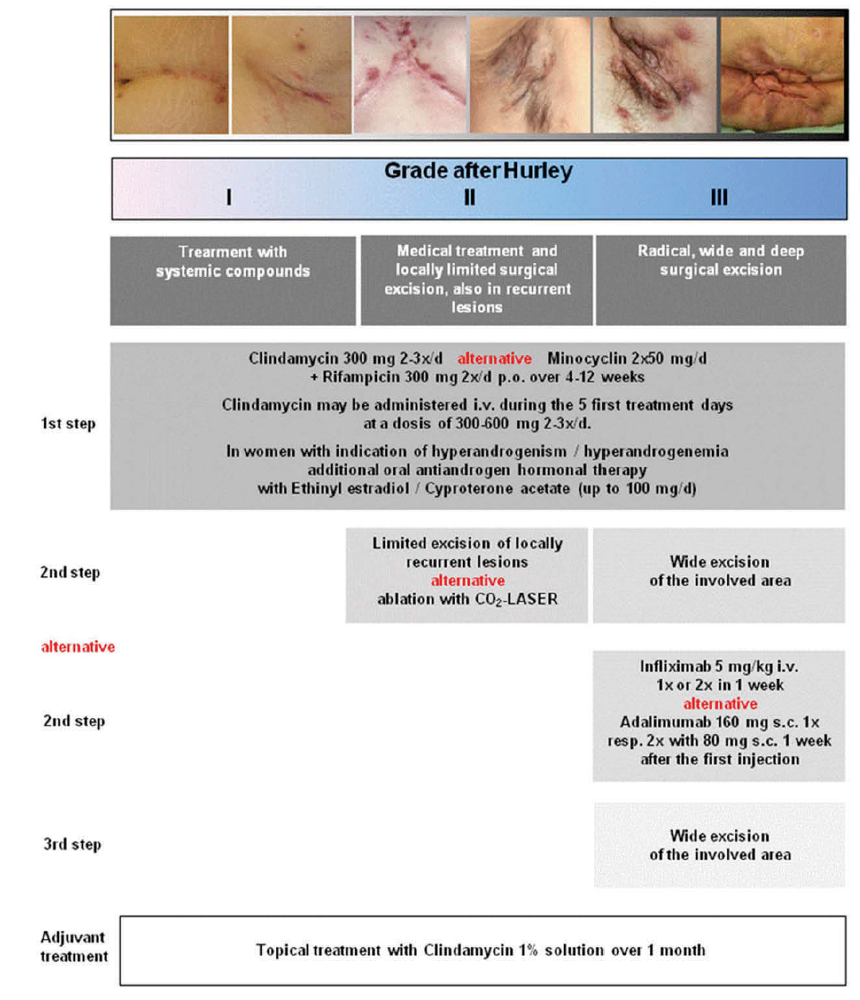 Grade after Hurley
I II III
Trearment with
systemic compounds
Medical treatment and
locally limited surgical
excision, also in recurrent
lesions
Radical, wide and deep
surgical excision
1st step
Clindamycin 300 mg 2-3x/d alternative Minocyclin 2x50 mg/d
+ Rifampicin 300 mg 2x/d p.o. over 4-12 weeks
Clindamycin may be administered i.v. during the 5 first treatment days
at a dosis of 300-600 mg 2-3x/d.
In women with indication of hyperandrogenism / hyperandrogenemia
additional oral antiandrogen hormonal therapy
with Ethinyl estradiol / Cyproterone acetate (up to 100 mg/d)
2nd step
Limited excision of locally
recurrent lesions
alternative
ablation with CO₂-LASER
Wide excision
of the involved area
alternative
2nd step
Infliximab 5 mg/kg i.v.
1x or 2x in 1 week
alternative
Adalimumab 160 mg s.c. 1x
resp. 2x with 80 mg s.c. 1 week
after the first injection
3rd step
Wide excision
of the involved area
Adjuvant
treatment
Topical treatment with Clindamycin 1% solution over 1 month